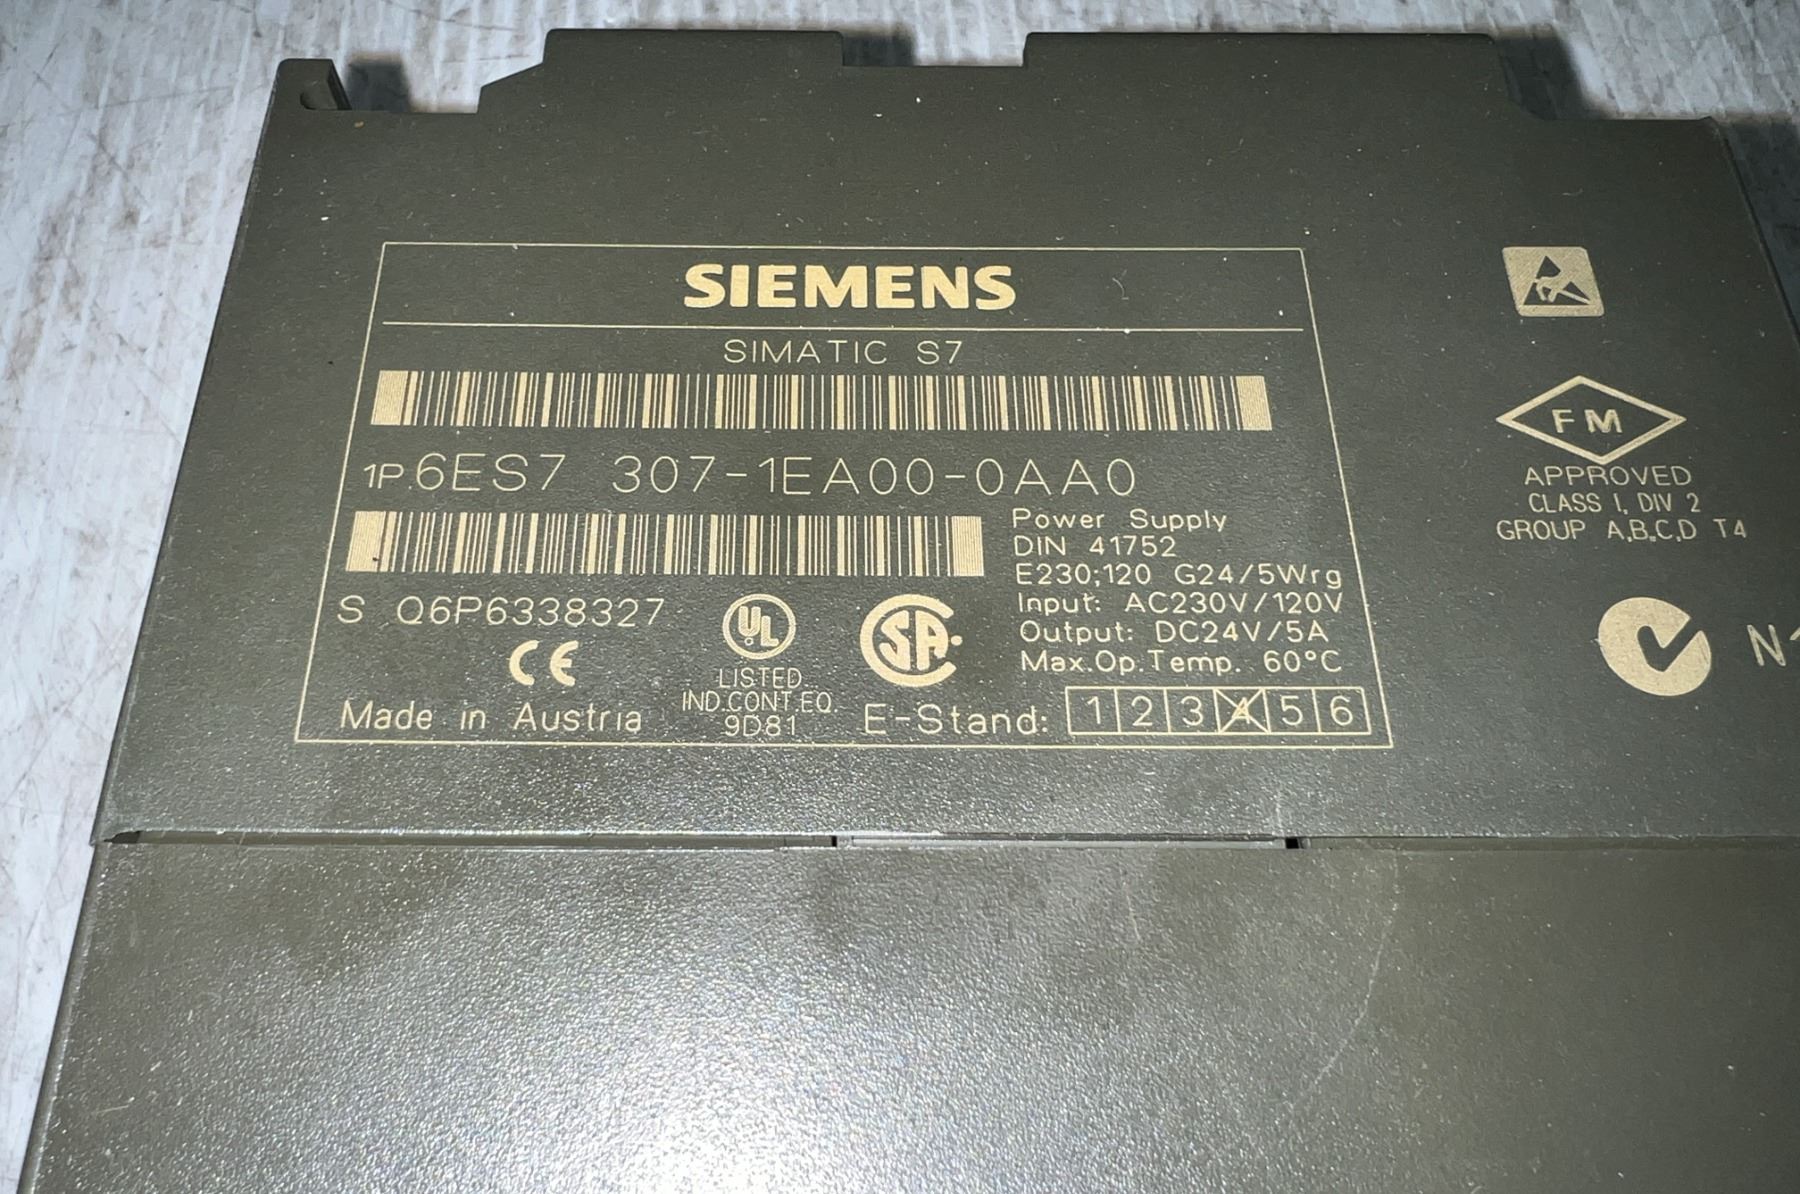 SIEMENS
SIMATIC S7
1P.6ES7 307-1EA00-0AA0
Power Supply
DIN 41752
E230;120 G24/5Wrg
Input: AC230V/120V
Output: DC24V/5A
Max.Op.Temp. 60°C
S Q6P6338327
CE
UL
LISTED
IND.CONT.EQ.
9D81
SA
Made in Austria
E-Stand: 1 2 3 4 5 6
FM
APPROVED
CLASS I, DIV 2
GROUP A,B,C,D T4